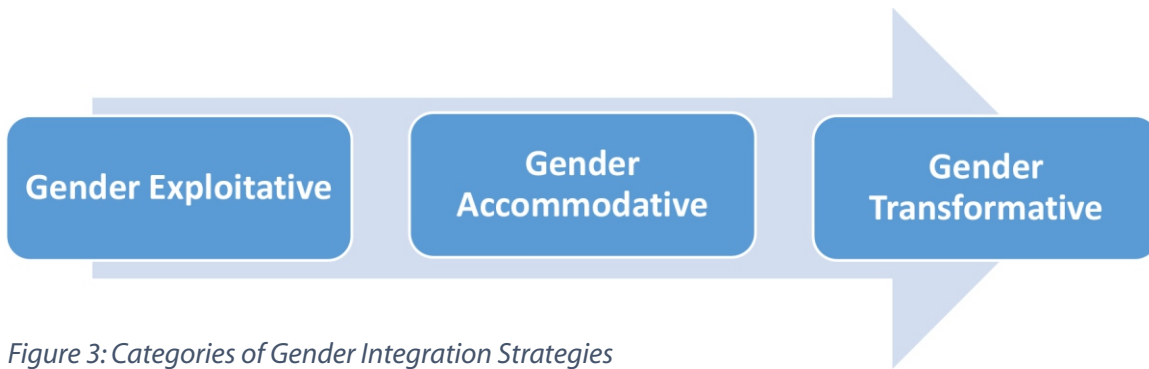 Gender Exploitative
Gender
Accommodative
Gender
Transformative
Figure 3: Categories of Gender Integration Strategies